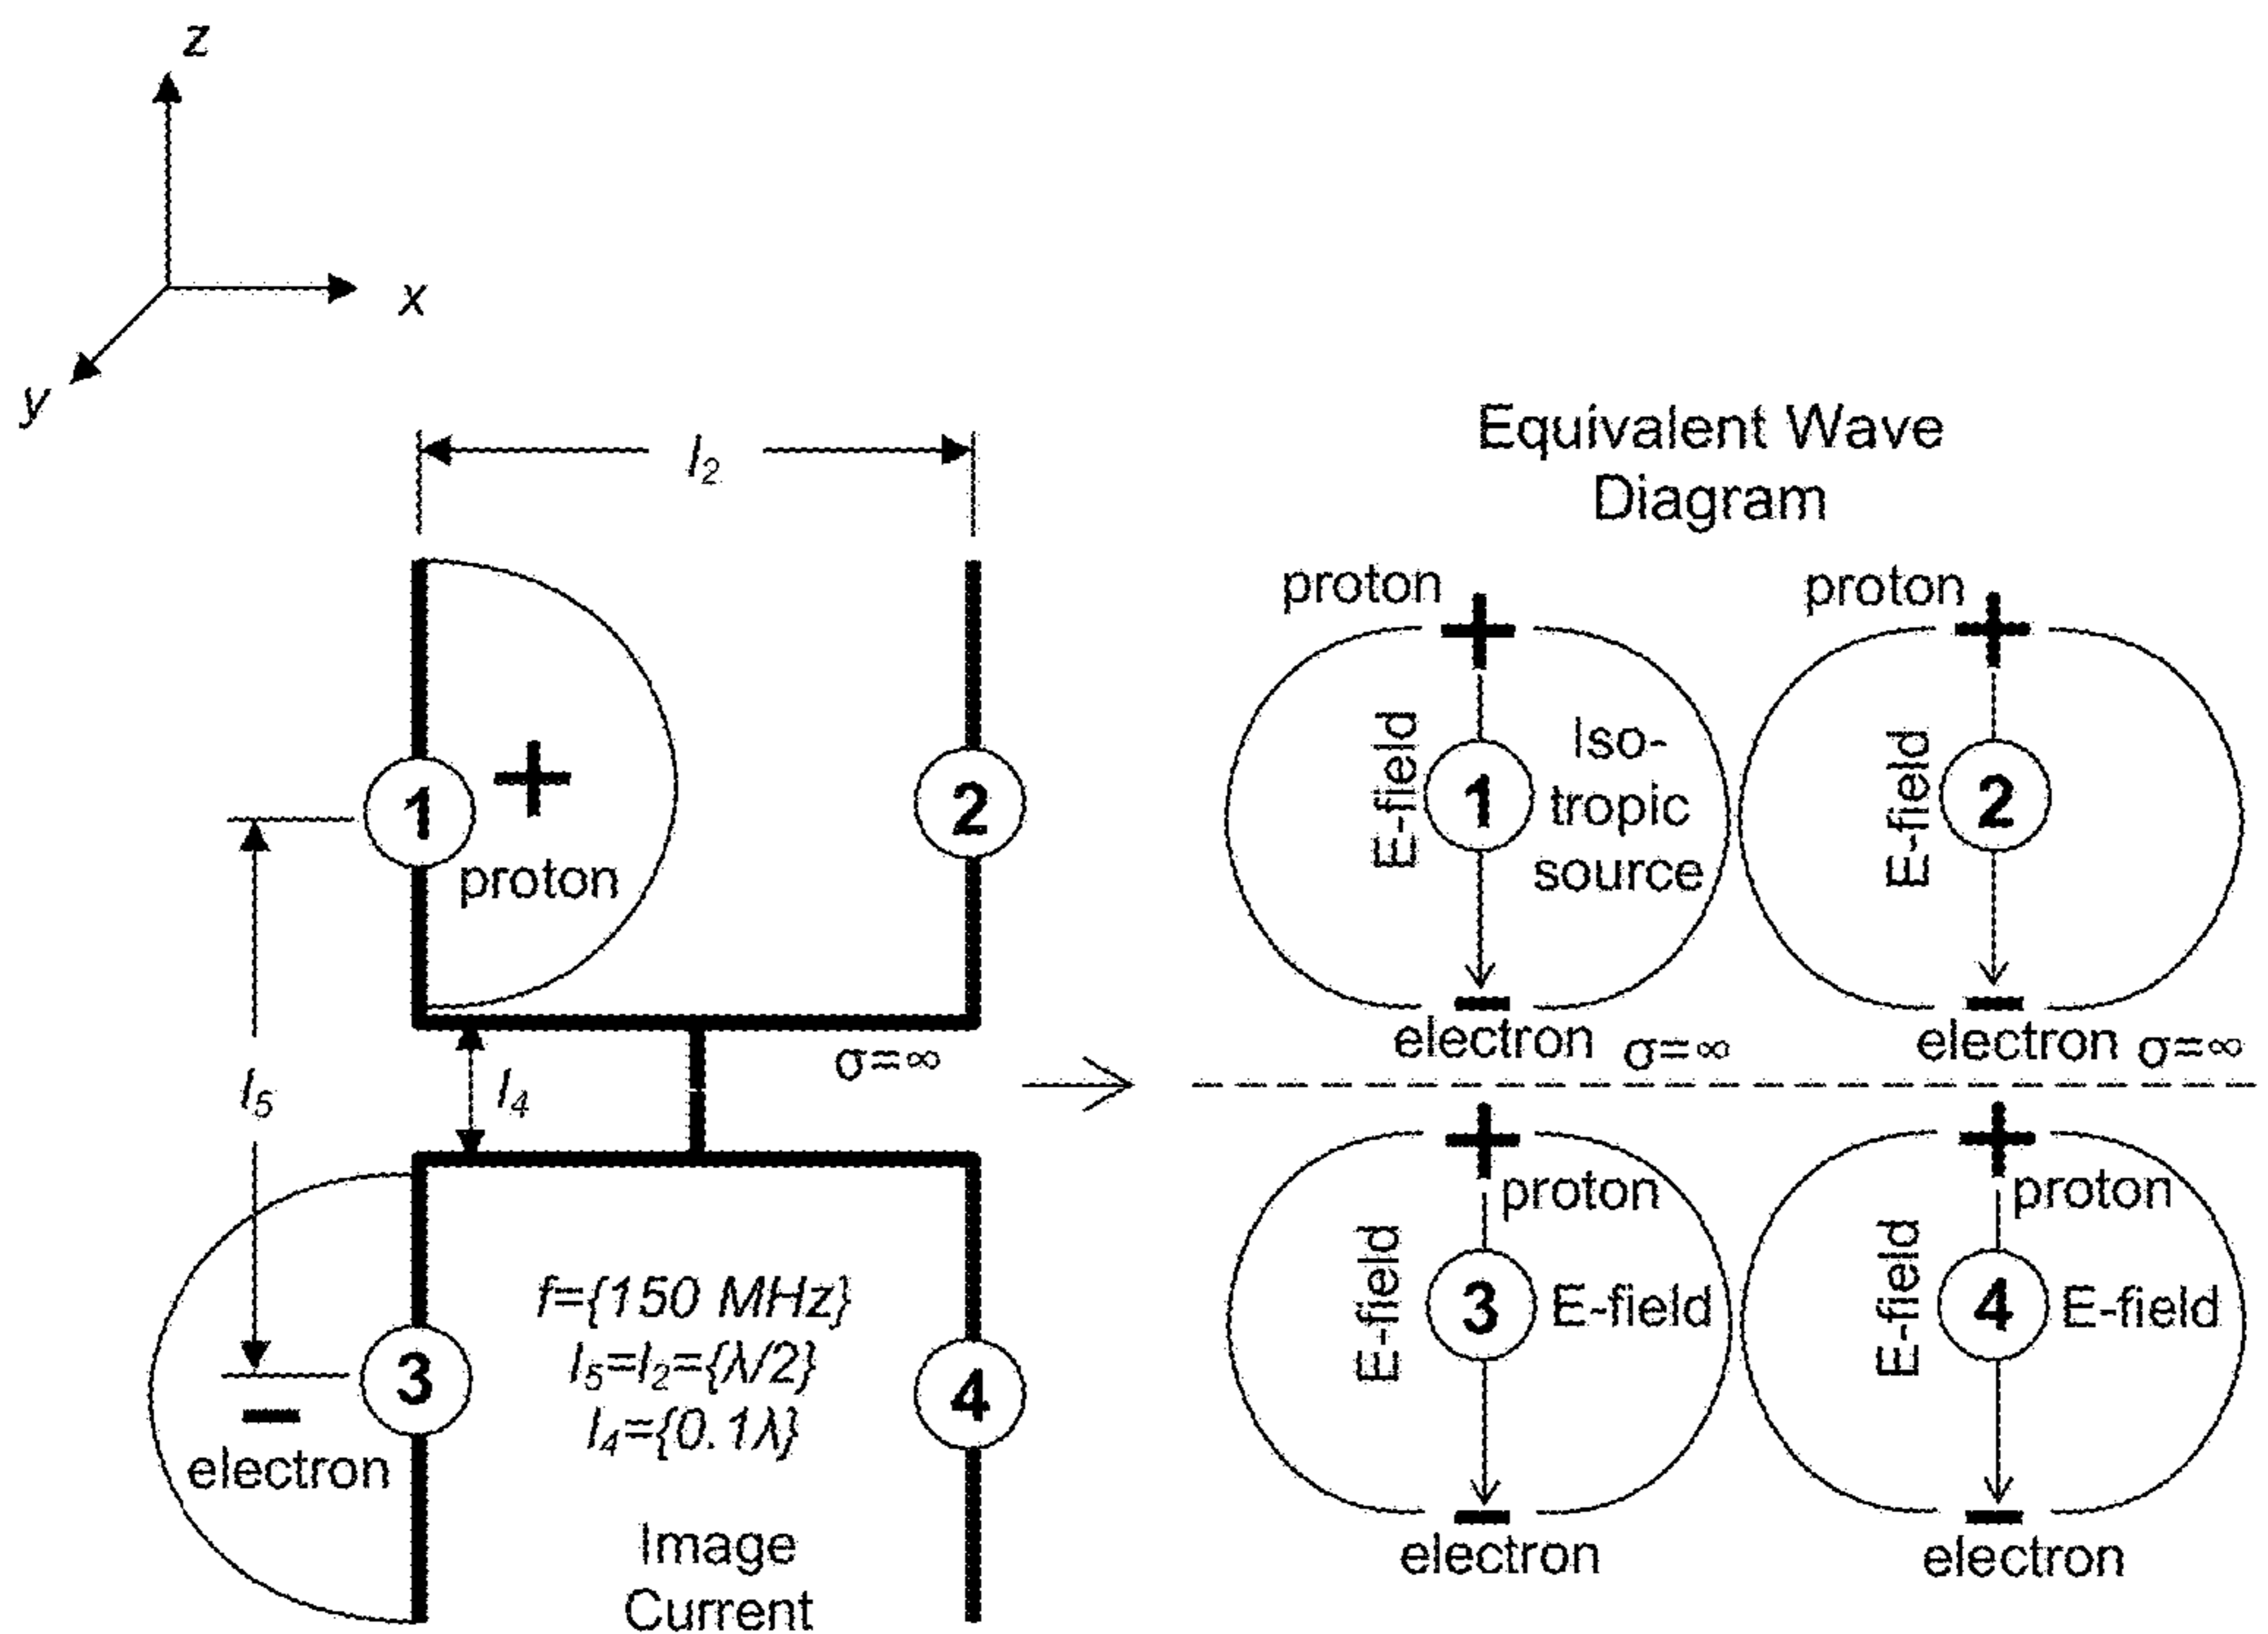 z
x
y
l2
Equivalent Wave
Diagram
proton
proton
1
+
proton
2
E-field
1
Iso-
tropic
source
E-field
2
+
+
-
-
electron σ=∞
electron σ=∞
σ=∞
l5
l4
+
+
proton
proton
3
-
electron
f={150 MHz}
l5=l2={λ/2}
l4={0.1λ}
4
E-field
3
E-field
E-field
4
E-field
-
-
electron
electron
Image
Current